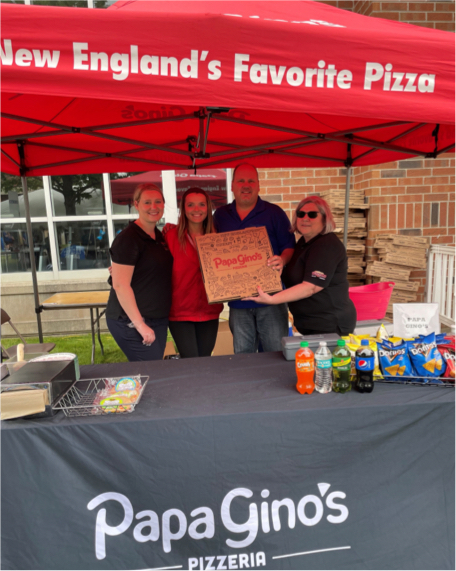 New England's Favorite Pizza
Papa Gino's
PAPA
GINO'S
Doritos
Doritos
Papa Gino's
PIZZERIA